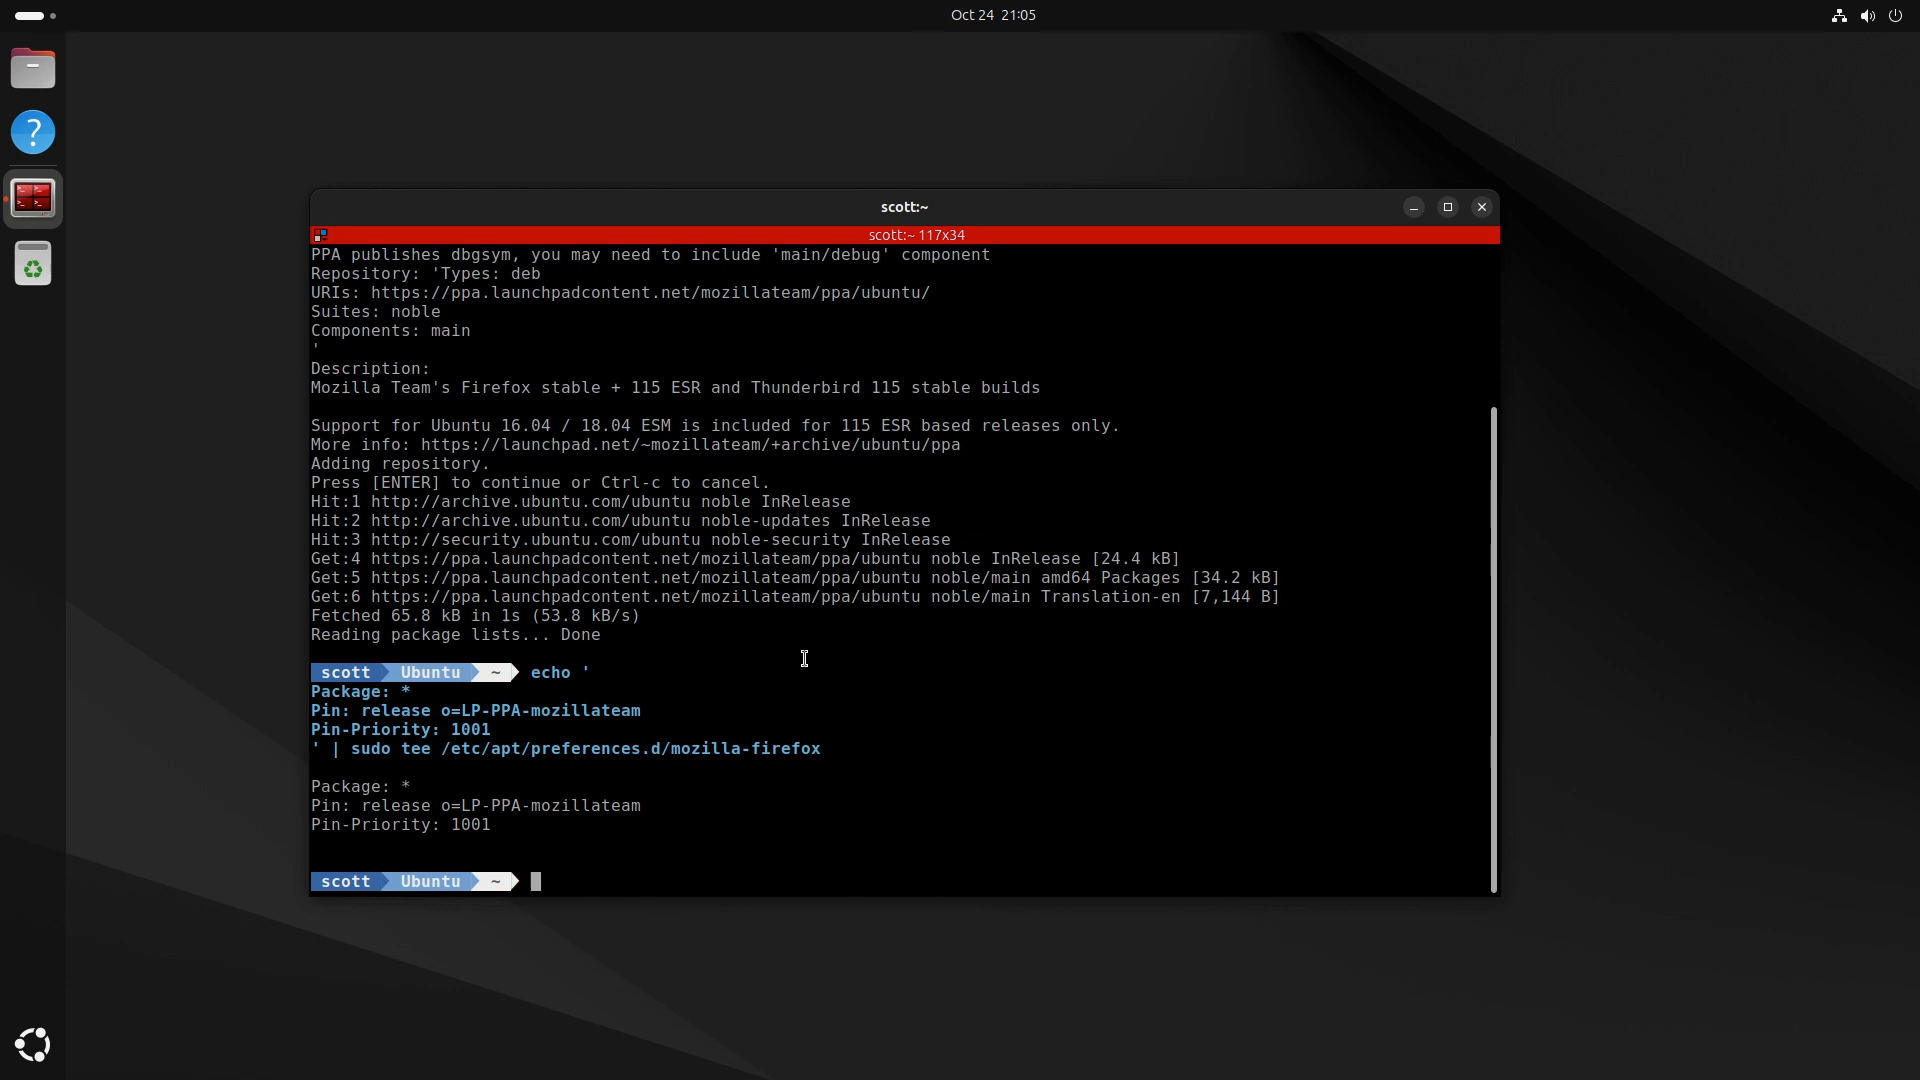 Oct 24 21:05
scott:~
scott:~ 117x34
PPA publishes dbgsym, you may need to include 'main/debug' component
Repository: 'Types: deb
URIs: https://ppa.launchpadcontent.net/mozillateam/ppa/ubuntu/
Suites: noble
Components: main
'
Description:
Mozilla Team's Firefox stable + 115 ESR and Thunderbird 115 stable builds
Support for Ubuntu 16.04 / 18.04 ESM is included for 115 ESR based releases only.
More info: https://launchpad.net/~mozillateam/+archive/ubuntu/ppa
Adding repository.
Press [ENTER] to continue or Ctrl-c to cancel.
Hit:1 http://archive.ubuntu.com/ubuntu noble InRelease
Hit:2 http://archive.ubuntu.com/ubuntu noble-updates InRelease
Hit:3 http://security.ubuntu.com/ubuntu noble-security InRelease
Get:4 https://ppa.launchpadcontent.net/mozillateam/ppa/ubuntu noble InRelease [24.4 kB]
Get:5 https://ppa.launchpadcontent.net/mozillateam/ppa/ubuntu noble/main amd64 Packages [34.2 kB]
Get:6 https://ppa.launchpadcontent.net/mozillateam/ppa/ubuntu noble/main Translation-en [7,144 B]
Fetched 65.8 kB in 1s (53.8 kB/s)
Reading package lists... Done
scott Ubuntu ~ echo '
Package: *
Pin: release o=LP-PPA-mozillateam
Pin-Priority: 1001
' | sudo tee /etc/apt/preferences.d/mozilla-firefox
Package: *
Pin: release o=LP-PPA-mozillateam
Pin-Priority: 1001
scott Ubuntu ~